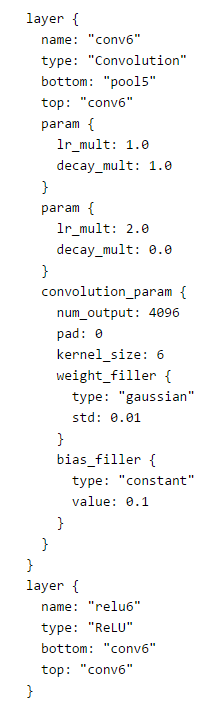 layer {
  name: "conv6"
  type: "Convolution"
  bottom: "pool5"
  top: "conv6"
  param {
    lr_mult: 1.0
    decay_mult: 1.0
  }
  param {
    lr_mult: 2.0
    decay_mult: 0.0
  }
  convolution_param {
    num_output: 4096
    pad: 0
    kernel_size: 6
    weight_filler {
      type: "gaussian"
      std: 0.01
    }
    bias_filler {
      type: "constant"
      value: 0.1
    }
  }
}
layer {
  name: "relu6"
  type: "ReLU"
  bottom: "conv6"
  top: "conv6"
}